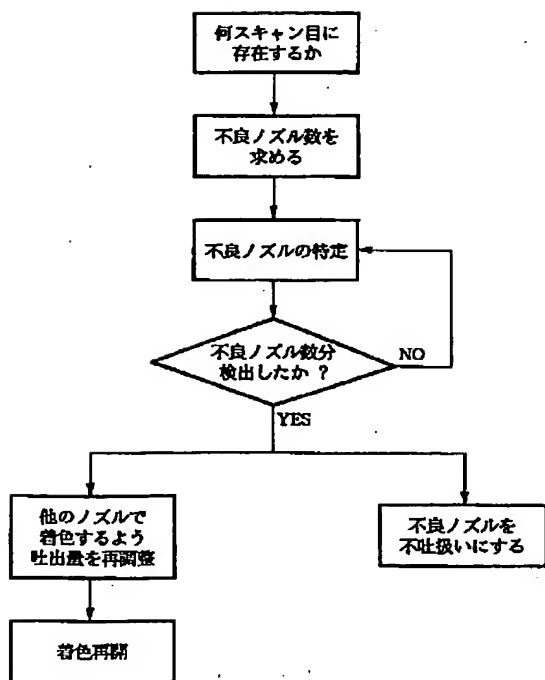 何スキャン目に
存在するか
不良ノズル数を
求める
不良ノズルの特定
不良ノズル数分
検出したか ?
NO
YES
他のノズルで
着色するよう
吐出量を再調整
不良ノズルを
不吐扱いにする
着色再開